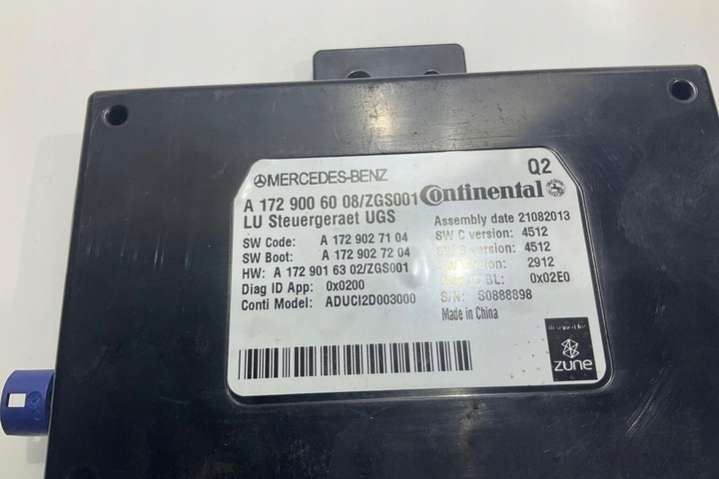 MERCEDES-BENZ
Q2
A 172 900 60 08/ZGS001
Continental
LU Steuergeraet UGS
Assembly date 21082013
SW Code: A 172 902 71 04
SW C version: 4512
SW Boot: A 172 902 72 04
version: 4512
HW: A 172 901 63 02/ZGS001
2912
Diag ID App: 0x0200
BL: 0x02E0
Conti Model: ADUCI2D003000
S/N: S0888898
Made in China
zune